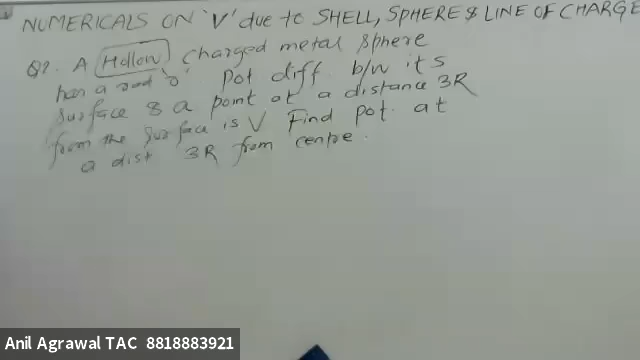 NUMERICALS ON 'V' due to SHELL, SPHERE & LINE OF CHARGE
Q2. A Hollow charged metal sphere
has a rad 'σ' Pot diff. b/w its
surface & a point at a distance 3R
from the surface is V Find pot. at
a dist 3R from centre.
Anil Agrawal TAC 8818883921